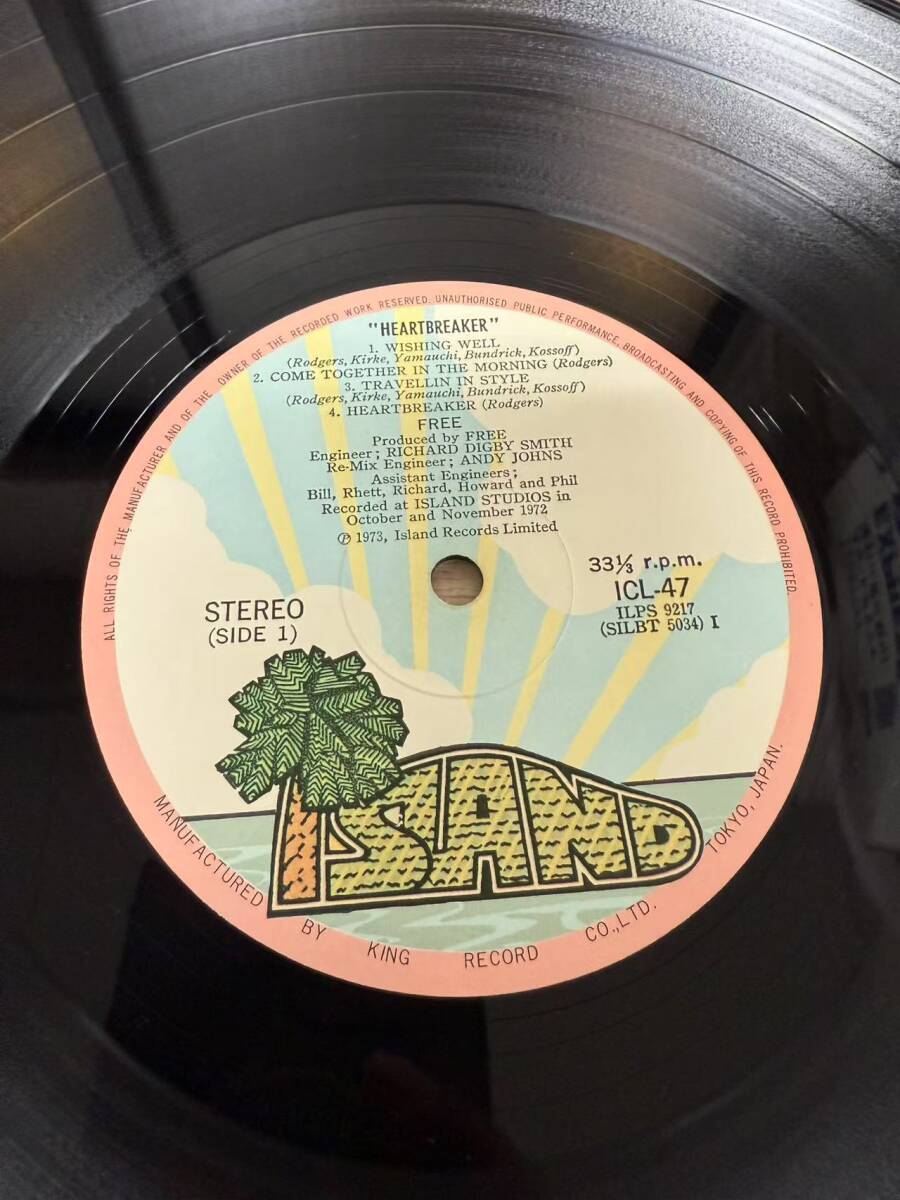 ALL RIGHTS OF THE MANUFACTURER AND OF THE OWNER OF THE RECORDED WORK RESERVED. UNAUTHORISED PUBLIC PERFORMANCE, BROADCASTING AND COPYING OF THIS RECORD PROHIBITED.
"HEARTBREAKER"
1. WISHING WELL
(Rodgers, Kirke, Yamauchi, Bundrick, Kossoff)
2. COME TOGETHER IN THE MORNING (Rodgers)
3. TRAVELLIN IN STYLE
(Rodgers, Kirke, Yamauchi, Bundrick, Kossoff)
4. HEARTBREAKER (Rodgers)
FREE
Produced by FREE
Engineer; RICHARD DIGBY SMITH
Re-Mix Engineer; ANDY JOHNS
Assistant Engineers;
Bill, Rhett, Richard, Howard and Phil
Recorded at ISLAND STUDIOS in
October and November 1972
Ⓟ 1973, Island Records Limited
STEREO
(SIDE 1)
33⅓ r.p.m.
ICL-47
ILPS 9217
(SILBT 5034) I
ISLAND
MANUFACTURED BY KING RECORD CO.,LTD. TOKYO, JAPAN.